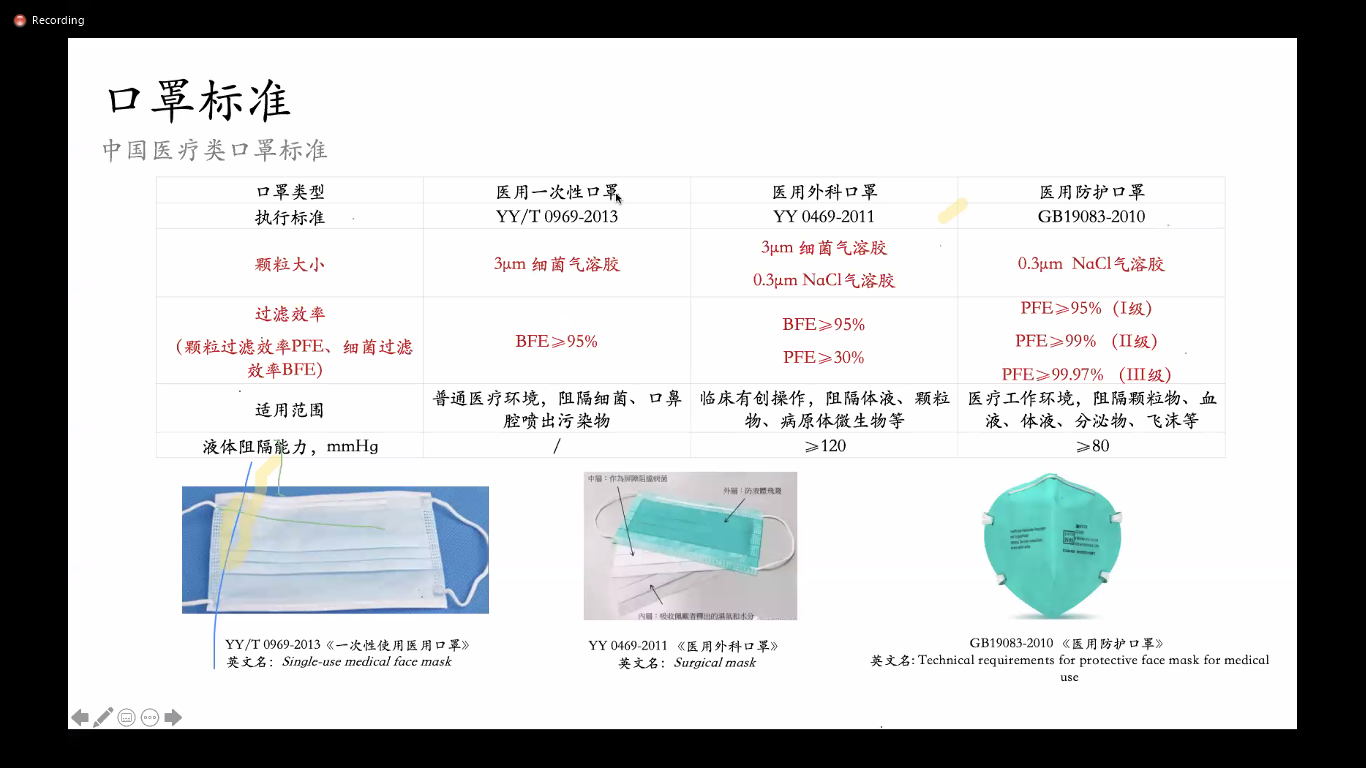 Recording
口罩标准
中国医疗类口罩标准
口罩类型 医用一次性口罩 医用外科口罩 医用防护口罩
执行标准 YY/T 0969-2013 YY 0469-2011 GB19083-2010
颗粒大小 3μm 细菌气溶胶 3μm 细菌气溶胶 0.3μm NaCl气溶胶 0.3μm NaCl气溶胶
过滤效率
(颗粒过滤效率PFE、细菌过滤
效率BFE)
BFE≥95%
BFE≥95%
PFE≥30%
PFE≥95% (I级)
PFE≥99% (II级)
PFE≥99.97% (III级)
适用范围
普通医疗环境,阻隔细菌、口鼻
腔喷出污染物
临床有创操作,阻隔体液、颗粒
物、病原体微生物等
医疗工作环境,阻隔颗粒物、血
液、体液、分泌物、飞沫等
液体阻隔能力,mmHg / ≥120 ≥80
中層:作為屏障阻隔病菌
外層:防液體飛濺
內層:吸收佩戴者釋出的濕氣和水分
YY/T 0969-2013《一次性使用医用口罩》
英文名:Single-use medical face mask
YY 0469-2011 《医用外科口罩》
英文名:Surgical mask
GB19083-2010 《医用防护口罩》
英文名: Technical requirements for protective face mask for medical
use